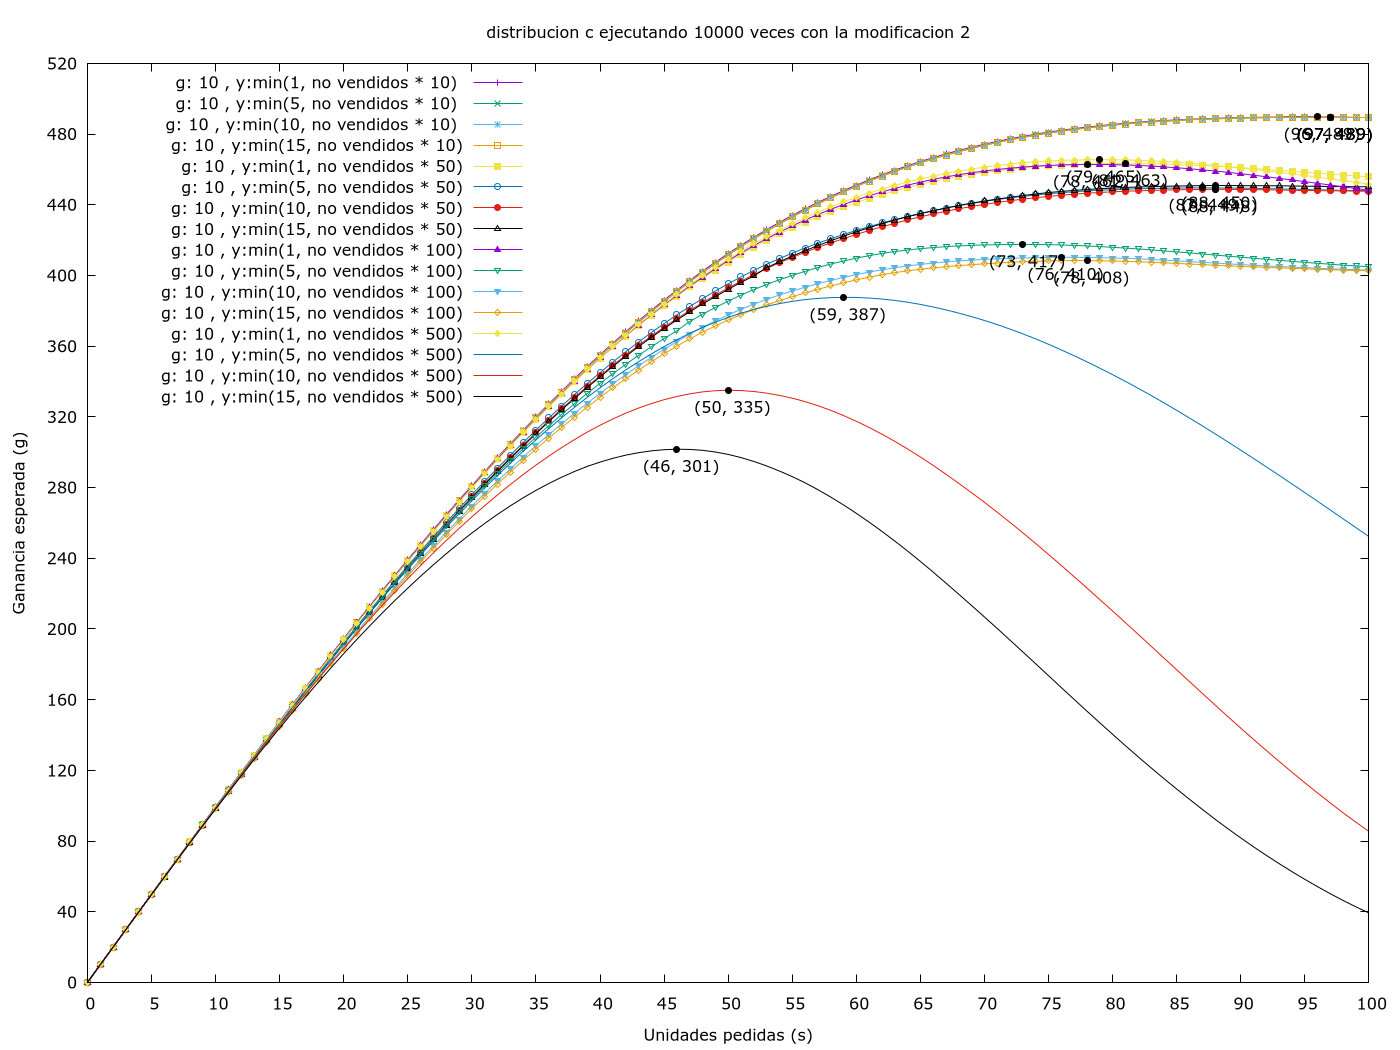 distribucion c ejecutando 10000 veces con la modificacion 2
520
480
440
400
360
320
280
240
200
160
120
80
40
0
Ganancia esperada (g)
g: 10 , y:min(1, no vendidos * 10)
g: 10 , y:min(5, no vendidos * 10)
g: 10 , y:min(10, no vendidos * 10)
g: 10 , y:min(15, no vendidos * 10)
g: 10 , y:min(1, no vendidos * 50)
g: 10 , y:min(5, no vendidos * 50)
g: 10 , y:min(10, no vendidos * 50)
g: 10 , y:min(15, no vendidos * 50)
g: 10 , y:min(1, no vendidos * 100)
g: 10 , y:min(5, no vendidos * 100)
g: 10 , y:min(10, no vendidos * 100)
g: 10 , y:min(15, no vendidos * 100)
g: 10 , y:min(1, no vendidos * 500)
g: 10 , y:min(5, no vendidos * 500)
g: 10 , y:min(10, no vendidos * 500)
g: 10 , y:min(15, no vendidos * 500)
(73, 417)
(76, 410)
(78, 408)
(59, 387)
(50, 335)
(46, 301)
0 5 10 15 20 25 30 35 40 45 50 55 60 65 70 75 80 85 90 95 100
Unidades pedidas (s)